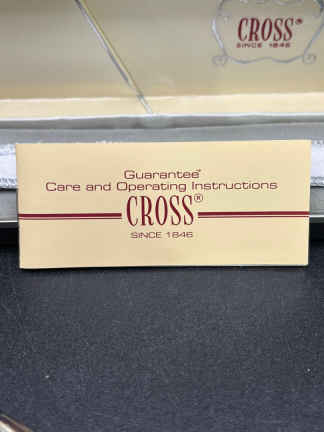 CROSS®
SINCE 1846
Guarantee*
Care and Operating Instructions
CROSS®
SINCE 1846